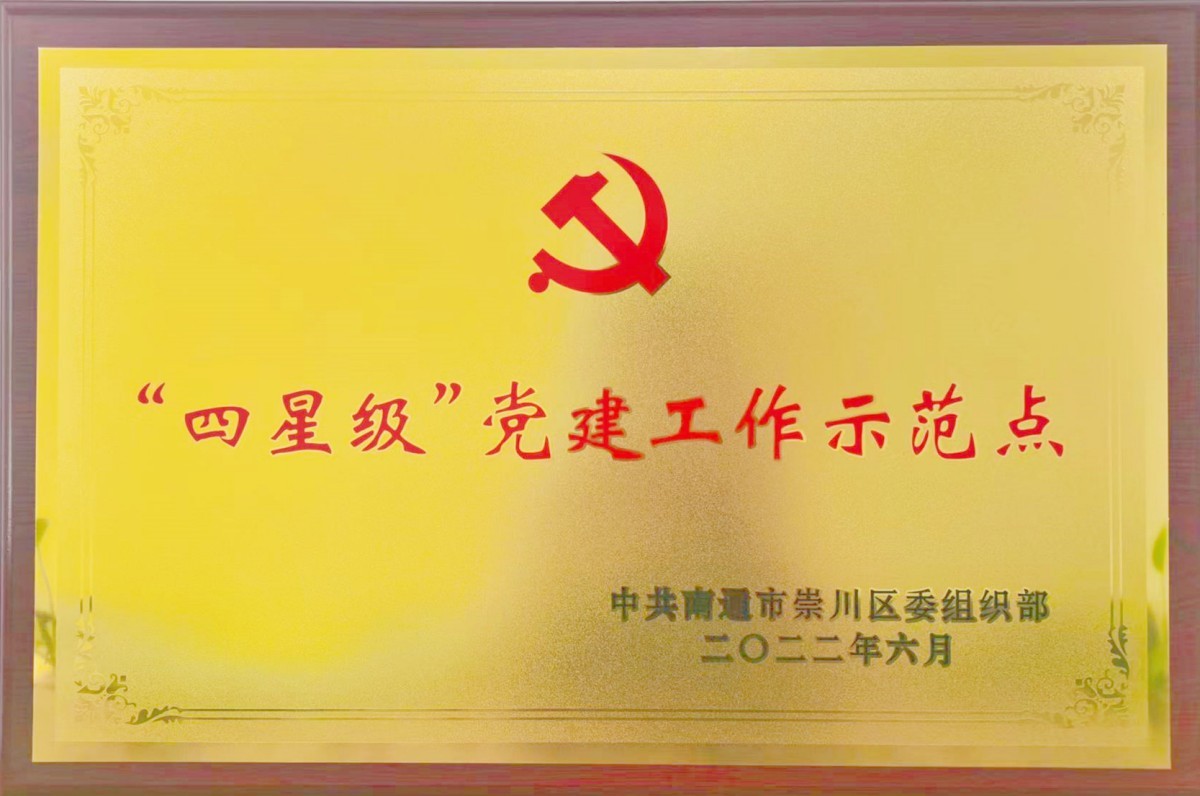 “四星级”党建工作示范点
中共南通市崇川区委组织部
二〇二二年六月